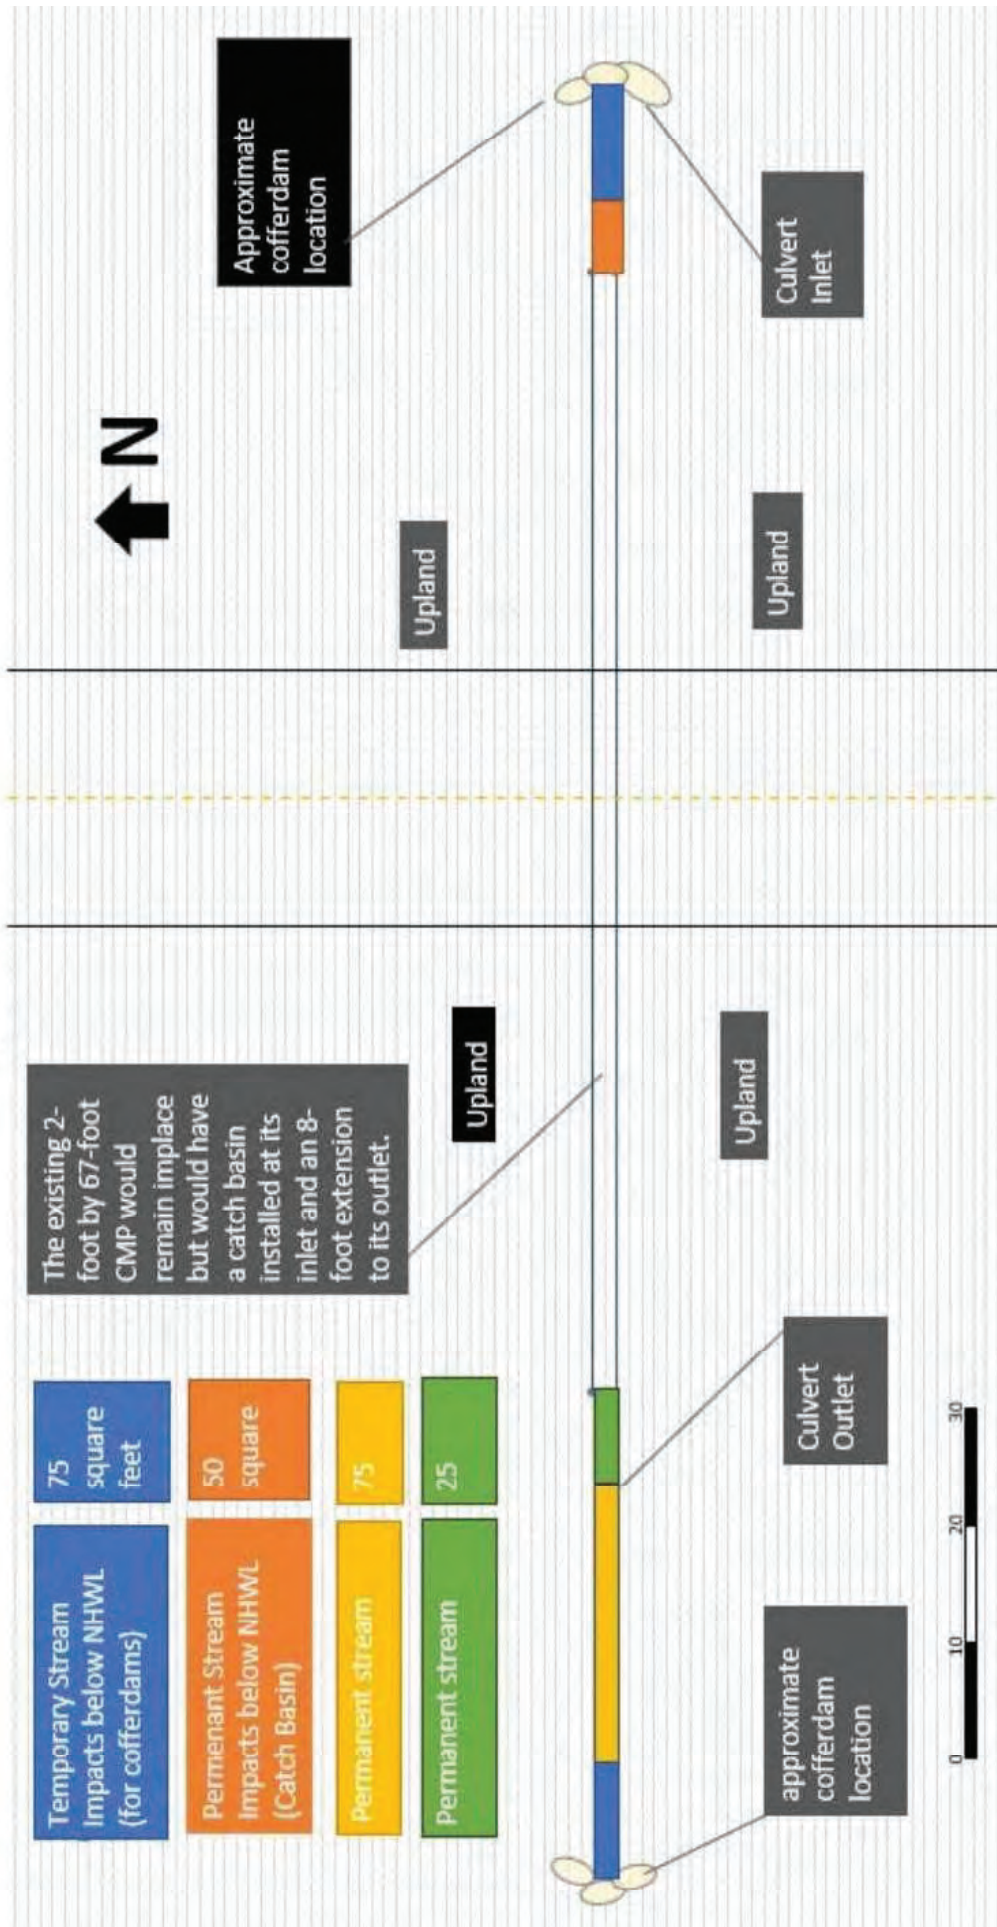 Temporary Stream
Impacts below NHWL
(for cofferdams)
75
square
feet
Permenant Stream
Impacts below NHWL
(Catch Basin)
50
square
Permanent stream
75
Permanent stream
25
The existing 2-
foot by 67-foot
CMP would
remain implace
but would have
a catch basin
installed at its
inlet and an 8-
foot extension
to its outlet.
N
Approximate
cofferdam
location
Upland
Upland
Upland
Upland
Culvert
Inlet
Culvert
Outlet
approximate
cofferdam
location
0 10 20 30